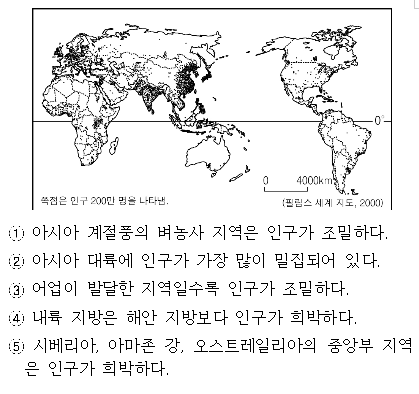 0°
쪽점은 인구 200만 명을 나타냄.
0 4000km
(필립스 세계 지도, 2000)
① 아시아 계절풍의 벼농사 지역은 인구가 조밀하다.
② 아시아 대륙에 인구가 가장 많이 밀집되어 있다.
③ 어업이 발달한 지역일수록 인구가 조밀하다.
④ 내륙 지방은 해안 지방보다 인구가 희박하다.
⑤ 시베리아, 아마존 강, 오스트레일리아의 중앙부 지역
은 인구가 희박하다.